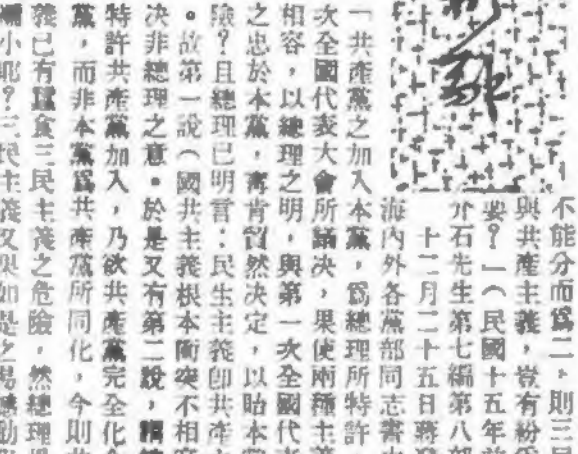 不能分而爲二,則三民
與共產主義,豈有紛
要?」(民國十五年
介石先生第七編第八部
十二月二十五日蔣
海內外各黨部同志書
「共產黨之加入本黨,爲總理所特許
次全國代表大會所議決,果使兩種主義
相容,以總理之明,與第一次全國代表
之忠於本黨,寗肯貿然決定,以貽本黨
險?且總理已明言:民生主義卽共產
。故第一說(國共主義根本衝突不相
決非總理之意。於是又有第二說,
特許共產黨加入,乃欲共產黨完全化
黨,而非本黨爲共產黨所同化,今則
義已有蠶食三民主義之危險,然總理
小耶?三民主義又果如是之易